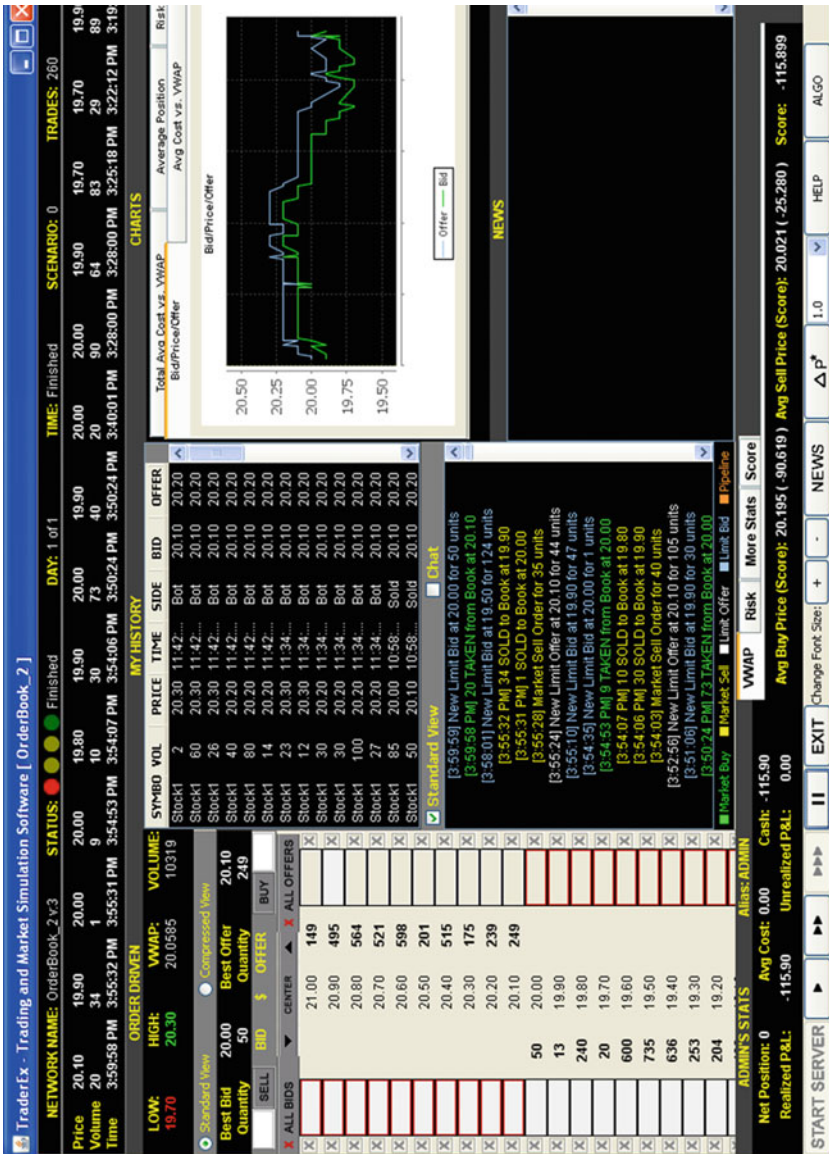 TraderEx - Trading and Market Simulation Software [ OrderBook_2 ]
NETWORK NAME: OrderBook_2 v.3 STATUS: Finished DAY: 1 of 1 TIME: Finished SCENARIO: 0 TRADES: 260
Price 20.10 19.90 20.00 20.00 19.80 19.90 20.00 19.90 20.00 20.00 19.90 19.70 19.70 19.9
Volume 20 34 1 9 10 30 73 40 20 90 64 83 29 89
Time 3:59:58 PM 3:55:32 PM 3:55:31 PM 3:54:53 PM 3:54:07 PM 3:54:06 PM 3:50:24 PM 3:50:24 PM 3:40:01 PM 3:28:00 PM 3:28:00 PM 3:25:18 PM 3:22:12 PM 3:19
ORDER DRIVEN
LOW: HIGH: VWAP: VOLUME:
19.70 20.30 20.0585 10319
Standard View Compressed View
Best Bid 20.00 Best Offer 20.10
Quantity 50 Quantity 249
SELL BID $ OFFER BUY
X ALL BIDS CENTER X ALL OFFERS
X 21.00 149 X
X 20.90 495 X
X 20.80 564 X
X 20.70 521 X
X 20.60 598 X
X 20.50 201 X
X 20.40 515 X
X 20.30 175 X
X 20.20 239 X
X 20.10 249 X
X 50 20.00 X
X 13 19.90 X
X 240 19.80 X
X 20 19.70 X
X 600 19.60 X
X 735 19.50 X
X 636 19.40 X
X 253 19.30 X
X 204 19.20 X
MY HISTORY
SYMBO VOL PRICE TIME SIDE BID OFFER
Stock1 2 20.30 11:42... Bot 20.10 20.20
Stock1 60 20.30 11:42... Bot 20.10 20.20
Stock1 26 20.20 11:42... Bot 20.10 20.20
Stock1 40 20.20 11:42... Bot 20.10 20.20
Stock1 80 20.20 11:42... Bot 20.10 20.20
Stock1 14 20.20 11:42... Bot 20.10 20.20
Stock1 23 20.30 11:34... Bot 20.10 20.20
Stock1 12 20.30 11:34... Bot 20.10 20.20
Stock1 30 20.20 11:34... Bot 20.10 20.20
Stock1 30 20.20 11:34... Bot 20.10 20.20
Stock1 100 20.20 11:34... Bot 20.10 20.20
Stock1 27 20.20 11:34... Bot 20.10 20.20
Stock1 85 20.00 10:58... Sold 20.10 20.20
Stock1 50 20.10 10:58... Sold 20.10 20.20
Standard View Chat
[3:59:59] New Limit Bid at 20.00 for 50 units
[3:59:58 PM] 20 TAKEN from Book at 20.10
[3:58:01] New Limit Bid at 19.50 for 124 units
[3:55:32 PM] 34 SOLD to Book at 19.90
[3:55:31 PM] 1 SOLD to Book at 20.00
[3:55:28] Market Sell Order for 35 units
[3:55:24] New Limit Offer at 20.10 for 44 units
[3:55:10] New Limit Bid at 19.90 for 47 units
[3:54:35] New Limit Bid at 20.00 for 1 units
[3:54:53 PM] 9 TAKEN from Book at 20.00
[3:54:07 PM] 10 SOLD to Book at 19.80
[3:54:06 PM] 30 SOLD to Book at 19.90
[3:54:03] Market Sell Order for 40 units
[3:52:56] New Limit Offer at 20.10 for 105 units
[3:51:06] New Limit Bid at 19.90 for 30 units
[3:50:24 PM] 73 TAKEN from Book at 20.00
Market Buy Market Sell Limit Offer Limit Bid Pipeline
CHARTS
Total Avg Cost vs. VWAP Average Position Risk
Bid/Price/Offer Avg Cost vs. VWAP
Bid/Price/Offer
20.50
20.25
20.00
19.75
19.50
Offer Bid
NEWS
ADMIN'S STATS Alias: ADMIN VWAP Risk More Stats Score
Net Position: 0 Avg Cost: 0.00 Cash: -115.90 Avg Buy Price (Score): 20.195 ( -90.619 ) Avg Sell Price (Score): 20.021 ( -25.280 ) Score: -115.899
Realized P&L: -115.90 Unrealized P&L: 0.00
START SERVER EXIT Change Font Size: + - NEWS Δ P* 1.0 HELP ALGO